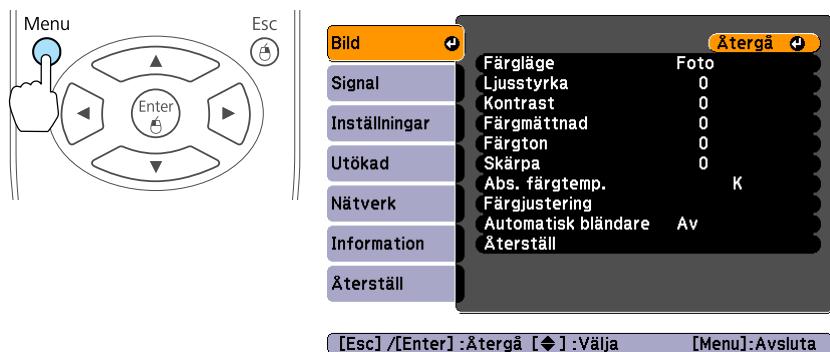 Menu
Esc
Enter
Bild
Signal
Inställningar
Utökad
Nätverk
Information
Återställ
Återgå
Färgläge Foto
Ljusstyrka 0
Kontrast 0
Färgmättnad 0
Färgton 0
Skärpa 0
Abs. färgtemp. K
Färgjustering
Automatisk bländare Av
Återställ
[Esc] /[Enter] :Återgå [◆] :Välja [Menu]:Avsluta